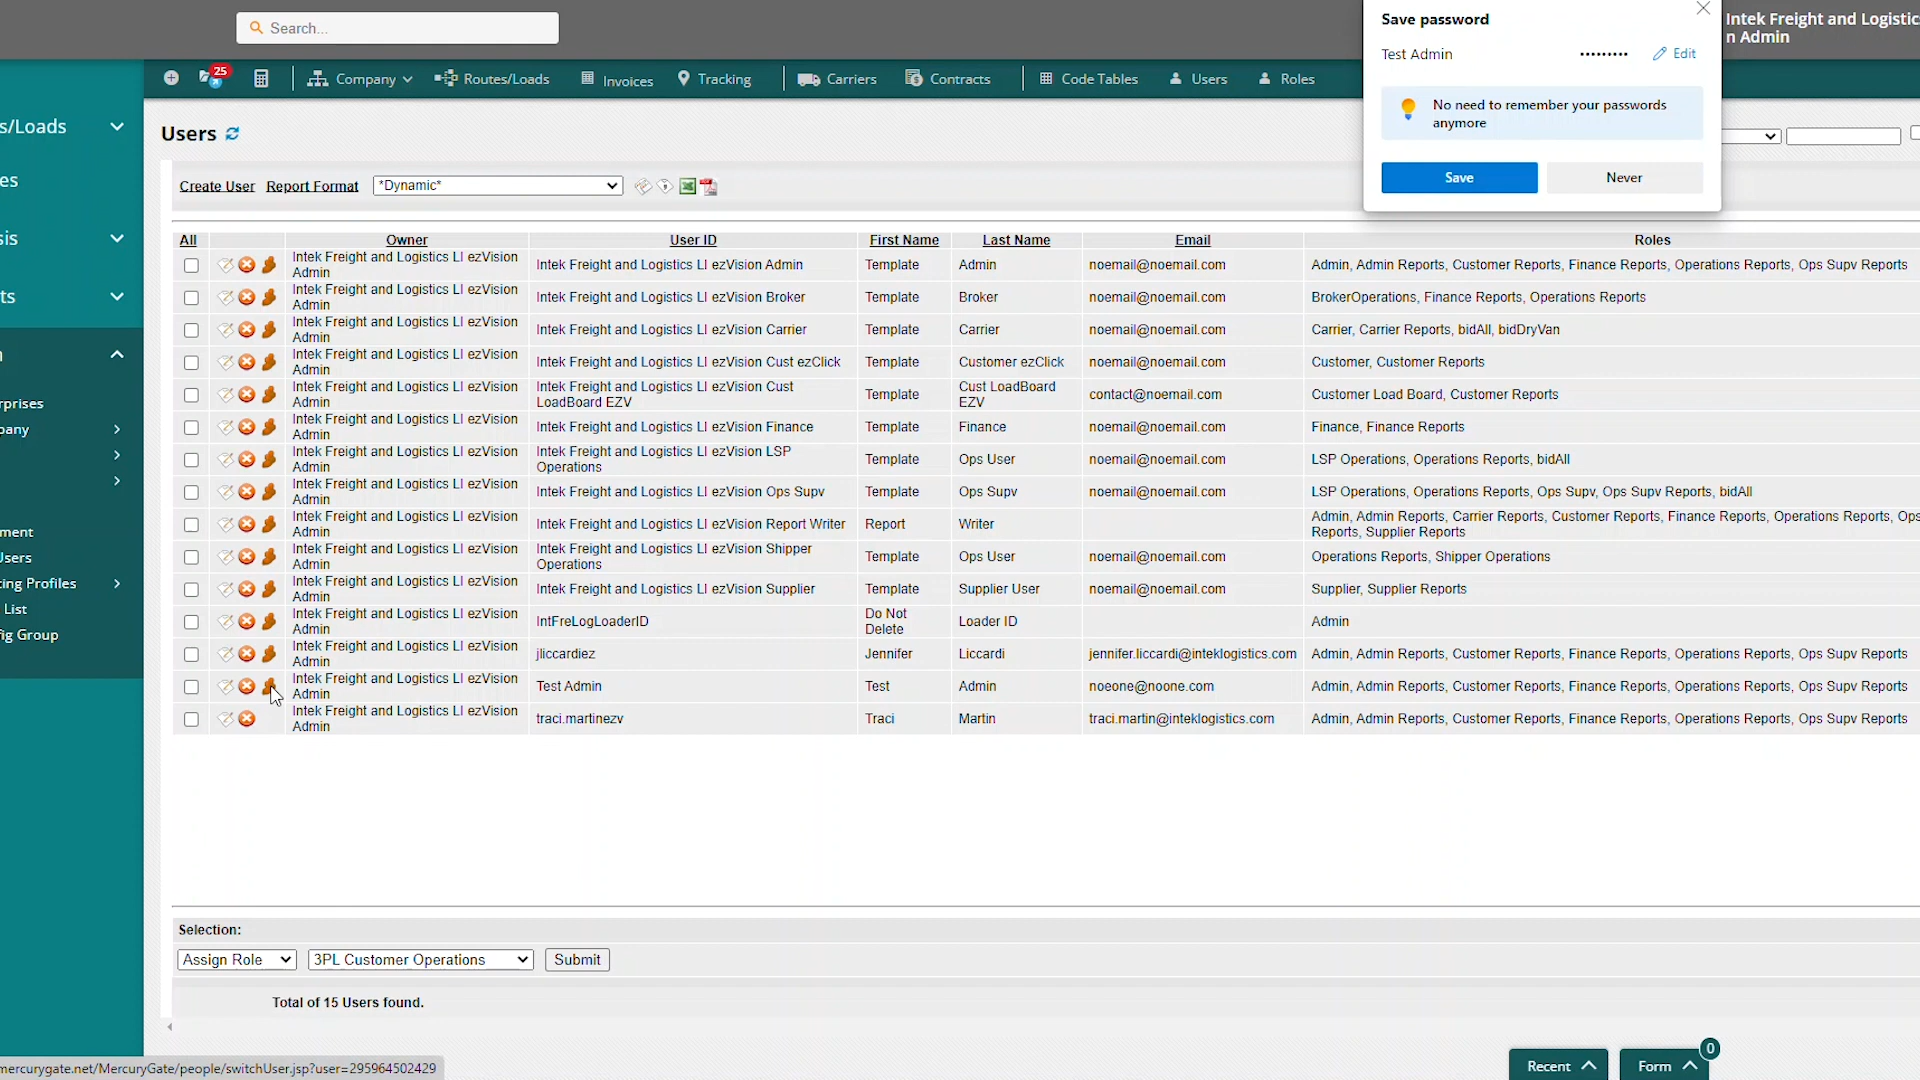 Search...
Save password
Test Admin
Edit
No need to remember your passwords
anymore
Save
Never
Intek Freight and Logistics
n Admin
25
Company
Routes/Loads
Invoices
Tracking
Carriers
Contracts
Code Tables
Users
Roles
s/Loads
es
sis
ts
n
rprises
pany
ment
Users
ing Profiles
List
fig Group
Users
Create User Report Format *Dynamic*
All Owner User ID First Name Last Name Email Roles
Intek Freight and Logistics LI ezVision
Admin
Intek Freight and Logistics LI ezVision Admin Template Admin noemail@noemail.com Admin, Admin Reports, Customer Reports, Finance Reports, Operations Reports, Ops Supv Reports
Intek Freight and Logistics LI ezVision
Admin
Intek Freight and Logistics LI ezVision Broker Template Broker noemail@noemail.com BrokerOperations, Finance Reports, Operations Reports
Intek Freight and Logistics LI ezVision
Admin
Intek Freight and Logistics LI ezVision Carrier Template Carrier noemail@noemail.com Carrier, Carrier Reports, bidAll, bidDryVan
Intek Freight and Logistics LI ezVision
Admin
Intek Freight and Logistics LI ezVision Cust ezClick Template Customer ezClick noemail@noemail.com Customer, Customer Reports
Intek Freight and Logistics LI ezVision
Admin
Intek Freight and Logistics LI ezVision Cust
LoadBoard EZV
Template
Cust LoadBoard
EZV
contact@noemail.com Customer Load Board, Customer Reports
Intek Freight and Logistics LI ezVision
Admin
Intek Freight and Logistics LI ezVision Finance Template Finance noemail@noemail.com Finance, Finance Reports
Intek Freight and Logistics LI ezVision
Admin
Intek Freight and Logistics LI ezVision LSP
Operations
Template Ops User noemail@noemail.com LSP Operations, Operations Reports, bidAll
Intek Freight and Logistics LI ezVision
Admin
Intek Freight and Logistics LI ezVision Ops Supv Template Ops Supv noemail@noemail.com LSP Operations, Operations Reports, Ops Supv, Ops Supv Reports, bidAll
Intek Freight and Logistics LI ezVision
Admin
Intek Freight and Logistics LI ezVision Report Writer Report Writer
Admin, Admin Reports, Carrier Reports, Customer Reports, Finance Reports, Operations Reports, Ops
Reports, Supplier Reports
Intek Freight and Logistics LI ezVision
Admin
Intek Freight and Logistics LI ezVision Shipper
Operations
Template Ops User noemail@noemail.com Operations Reports, Shipper Operations
Intek Freight and Logistics LI ezVision
Admin
Intek Freight and Logistics LI ezVision Supplier Template Supplier User noemail@noemail.com Supplier, Supplier Reports
Intek Freight and Logistics LI ezVision
Admin
IntFreLogLoaderID
Do Not
Delete
Loader ID Admin
Intek Freight and Logistics LI ezVision
Admin
jliccardiez Jennifer Liccardi jennifer.liccardi@inteklogistics.com Admin, Admin Reports, Customer Reports, Finance Reports, Operations Reports, Ops Supv Reports
Intek Freight and Logistics LI ezVision
Admin
Test Admin Test Admin noeone@noone.com Admin, Admin Reports, Customer Reports, Finance Reports, Operations Reports, Ops Supv Reports
Intek Freight and Logistics LI ezVision
Admin
traci.martinezv Traci Martin traci.martin@inteklogistics.com Admin, Admin Reports, Customer Reports, Finance Reports, Operations Reports, Ops Supv Reports
Selection:
Assign Role 3PL Customer Operations Submit
Total of 15 Users found.
mercurygate.net/MercuryGate/people/switchUser.jsp?user=295964502429
Recent
Form
0